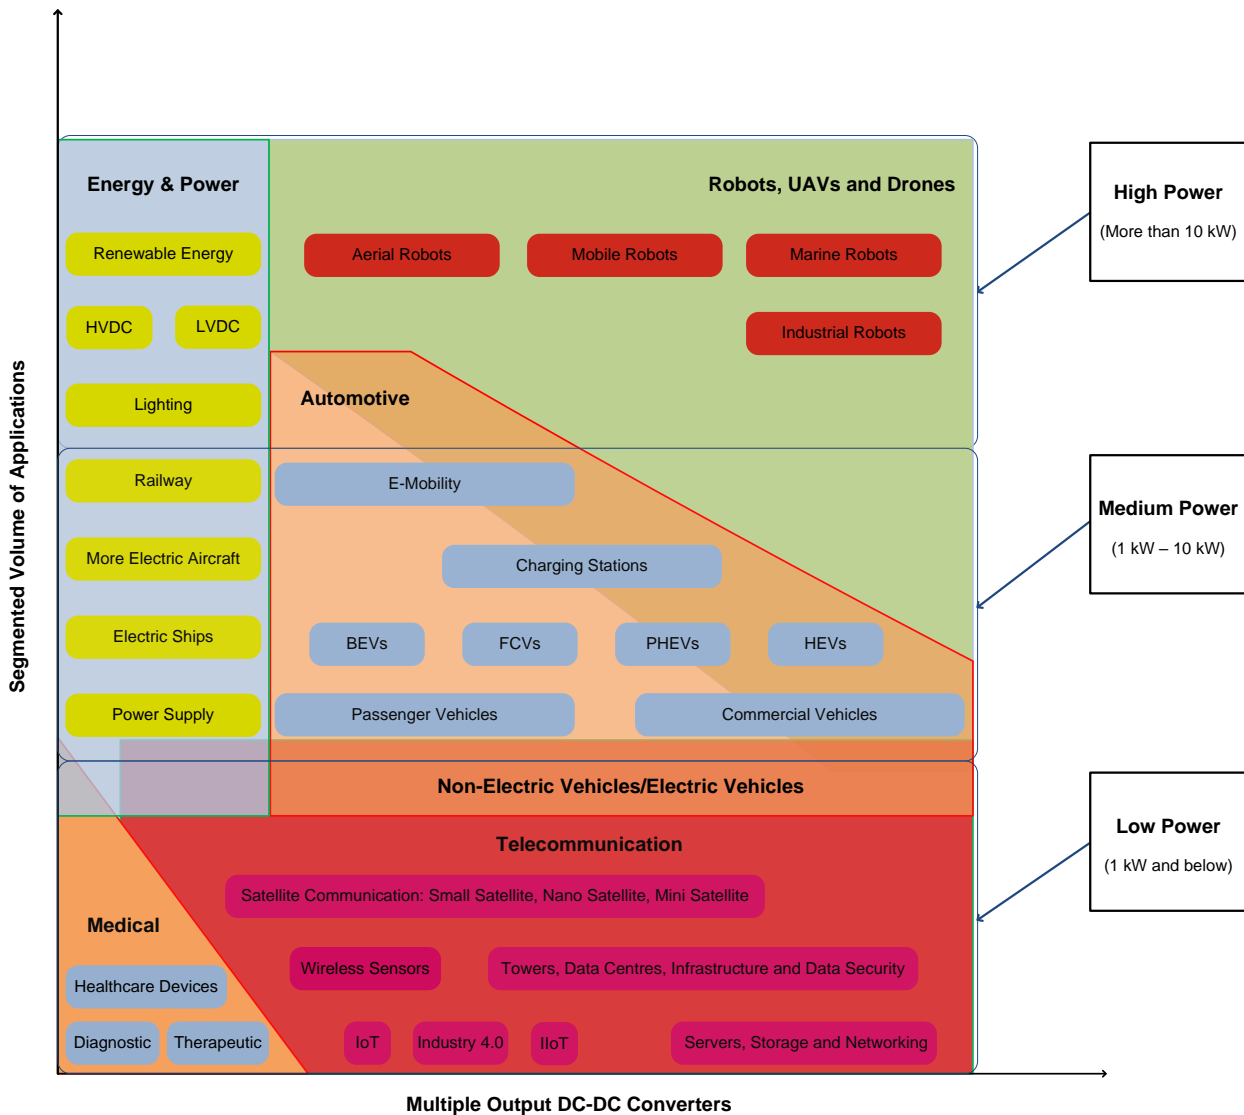 Energy & Power
Robots, UAVs and Drones
Renewable Energy
Aerial Robots
Mobile Robots
Marine Robots
HVDC
LVDC
Industrial Robots
Lighting
Automotive
Railway
E-Mobility
More Electric Aircraft
Charging Stations
Electric Ships
BEVs
FCVs
PHEVs
HEVs
Power Supply
Passenger Vehicles
Commercial Vehicles
Non-Electric Vehicles/Electric Vehicles
Telecommunication
Satellite Communication: Small Satellite, Nano Satellite, Mini Satellite
Medical
Wireless Sensors
Towers, Data Centres, Infrastructure and Data Security
Healthcare Devices
Diagnostic
Therapeutic
IoT
Industry 4.0
IIoT
Servers, Storage and Networking
High Power
(More than 10 kW)
Medium Power
(1 kW – 10 kW)
Low Power
(1 kW and below)
Segmented Volume of Applications
Multiple Output DC-DC Converters